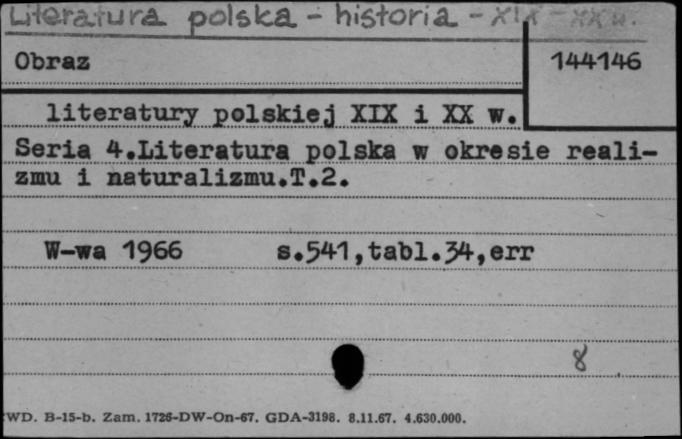 Literatura polska - historia - XIX - XX w.
Obraz
144146
literatury polskiej XIX i XX w.
Seria 4.Literatura polska w okresie reali-
zmu i naturalizmu.T.2.
W-wa 1966 s.541,tabl.34,err
8
WD. B-15-b. Zam. 1726-DW-On-67. GDA-3198. 8.11.67. 4.630.000.